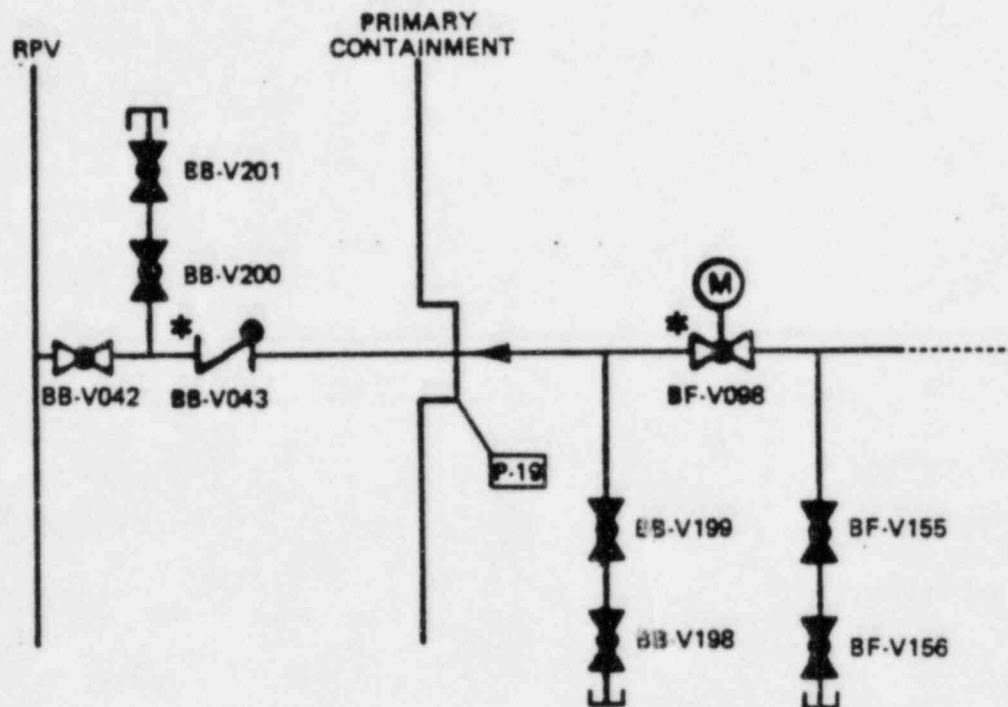 PRIMARY
CONTAINMENT
RPV
BB-V201
BB-V200
M
*
*
BB-V042
BB-V043
BF-V098
P-19
BB-V199
BF-V155
BB-V198
BF-V156